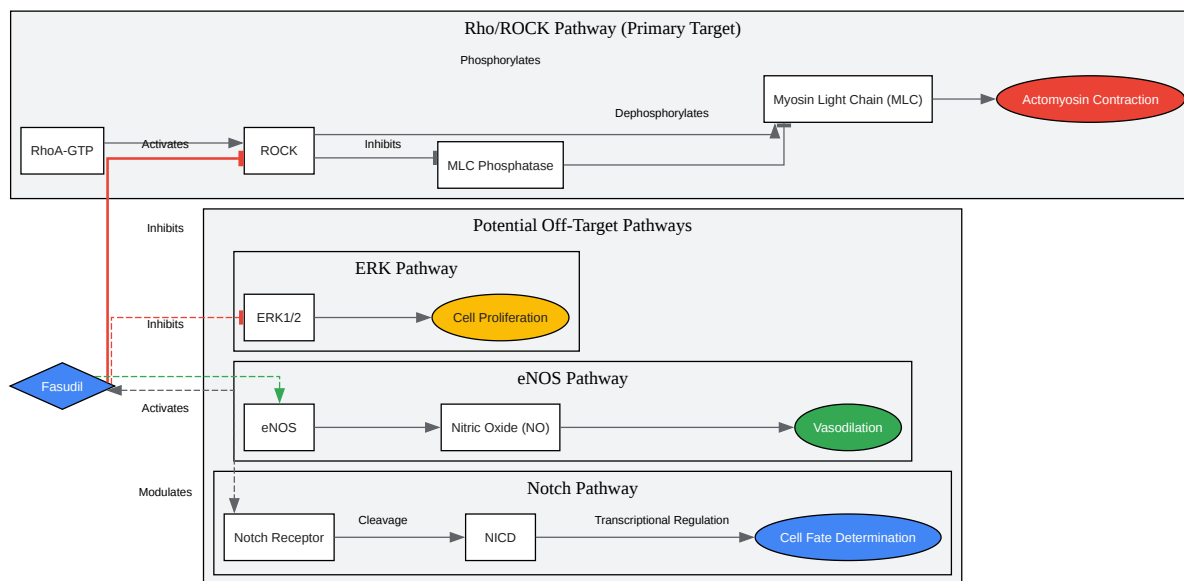 Rho/ROCK Pathway (Primary Target)
Phosphorylates
Myosin Light Chain (MLC)
Actomyosin Contraction
Dephosphorylates
RhoA-GTP
Activates
ROCK
Inhibits
MLC Phosphatase
Inhibits
Potential Off-Target Pathways
ERK Pathway
Inhibits
ERK1/2
Cell Proliferation
Fasudil
eNOS Pathway
Activates
eNOS
Nitric Oxide (NO)
Vasodilation
Modulates
Notch Pathway
Notch Receptor
Cleavage
NICD
Transcriptional Regulation
Cell Fate Determination